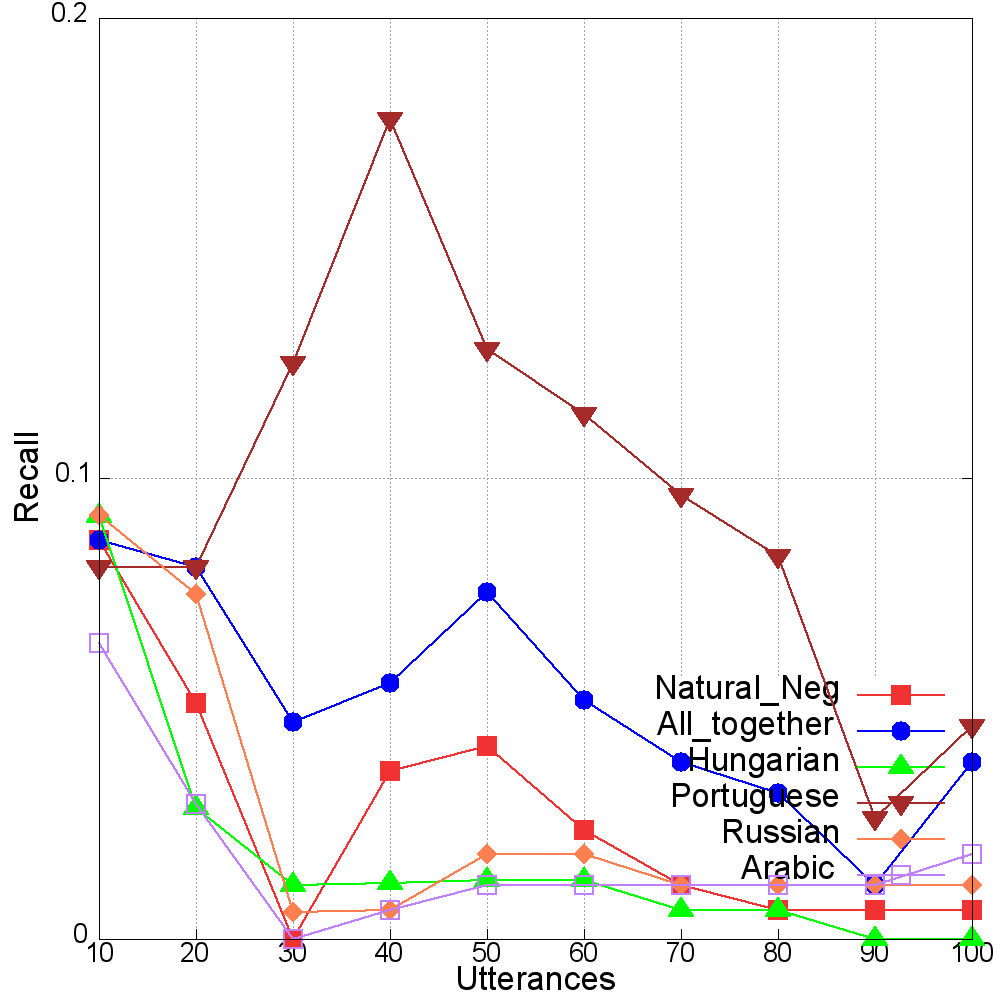 0.2
0.1
0
Recall
Natural_Neg
All_together
Hungarian
Portuguese
Russian
Arabic
10 20 30 40 50 60 70 80 90 100
Utterances